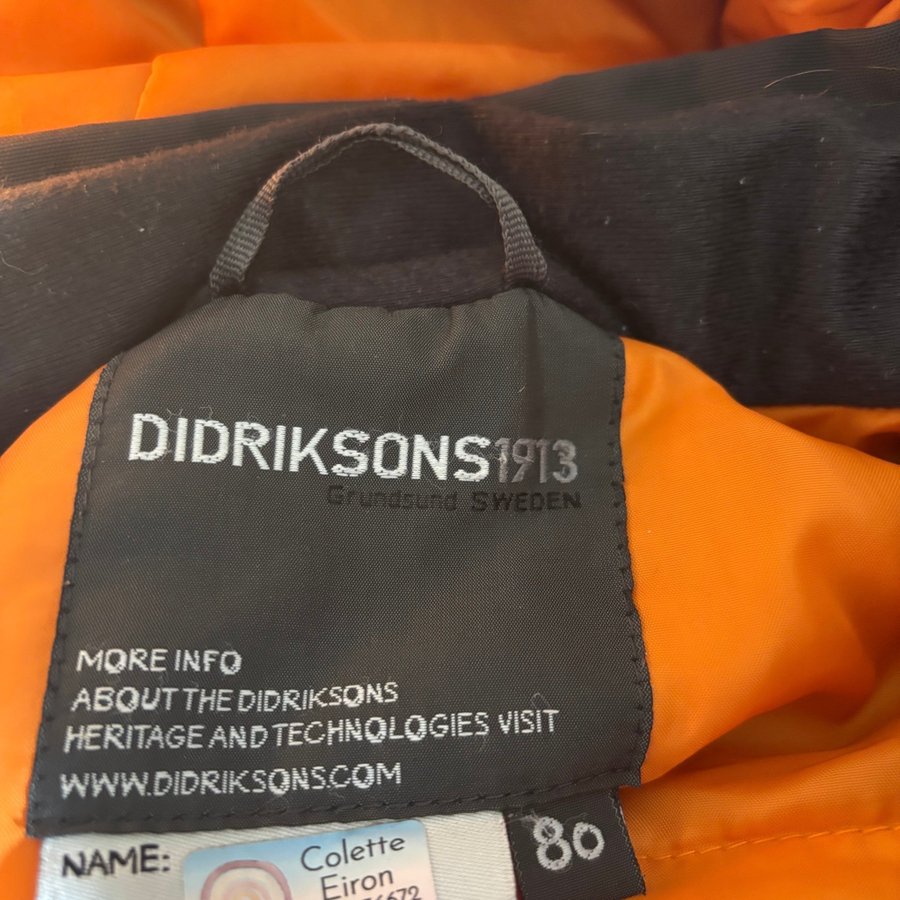 DIDRIKSONS1913
Grundsund SWEDEN
MORE INFO
ABOUT THE DIDRIKSONS
HERITAGE AND TECHNOLOGIES VISIT
WWW.DIDRIKSONS.COM
80
NAME:
Colette
Eiron